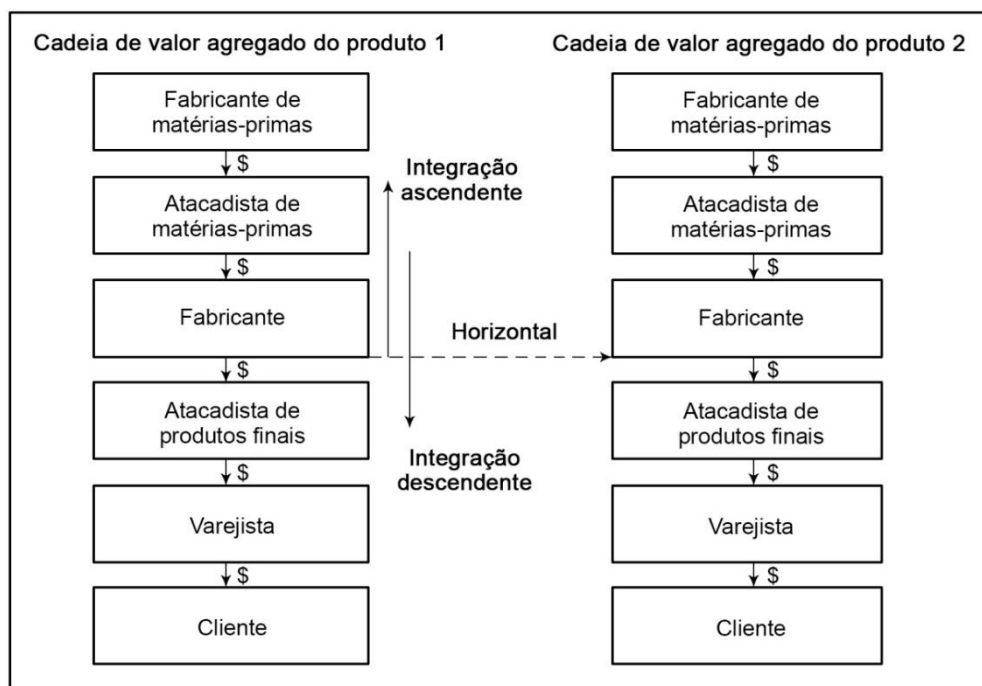 Cadeia de valor agregado do produto 1
Fabricante de
matérias-primas
$
Atacadista de
matérias-primas
$
Fabricante
$
Atacadista de
produtos finais
$
Varejista
$
Cliente
Integração
ascendente
Horizontal
Integração
descendente
Cadeia de valor agregado do produto 2
Fabricante de
matérias-primas
$
Atacadista de
matérias-primas
$
Fabricante
$
Atacadista de
produtos finais
$
Varejista
$
Cliente